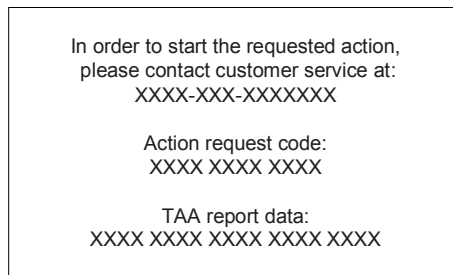 In order to start the requested action,
please contact customer service at:
XXXX-XXX-XXXXXXX
Action request code:
XXXX XXXX XXXX
TAA report data:
XXXX XXXX XXXX XXXX XXXX